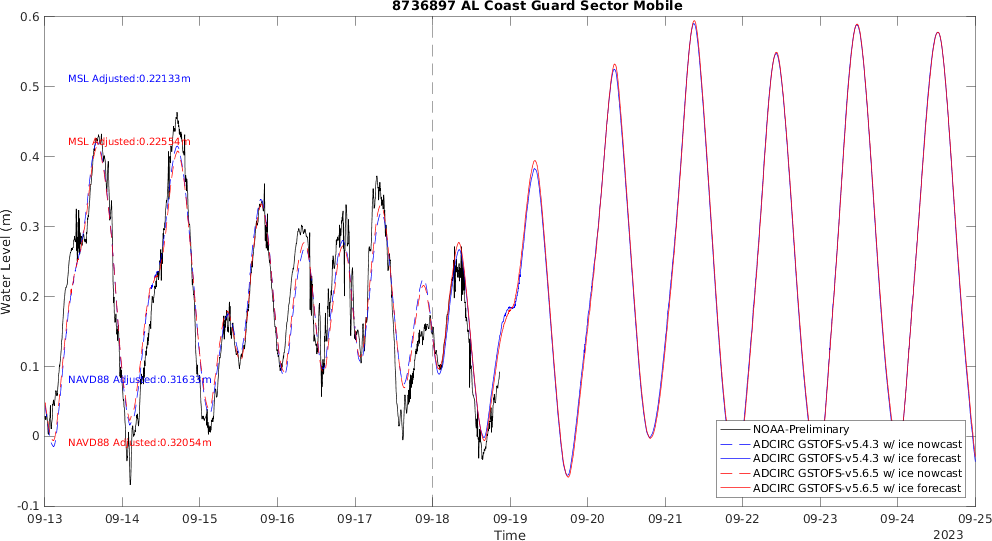 8736897 AL Coast Guard Sector Mobile
0.6
0.5
0.4
0.3
0.2
0.1
0
-0.1
Water Level (m)
MSL Adjusted:0.22133m
MSL Adjusted:0.22554m
NAVD88 Adjusted:0.31633m
NAVD88 Adjusted:0.32054m
NOAA-Preliminary
ADCIRC GSTOFS-v5.4.3 w/ ice nowcast
ADCIRC GSTOFS-v5.4.3 w/ ice forecast
ADCIRC GSTOFS-v5.6.5 w/ ice nowcast
ADCIRC GSTOFS-v5.6.5 w/ ice forecast
09-13 09-14 09-15 09-16 09-17 09-18 09-19 09-20 09-21 09-22 09-23 09-24 09-25
Time
2023